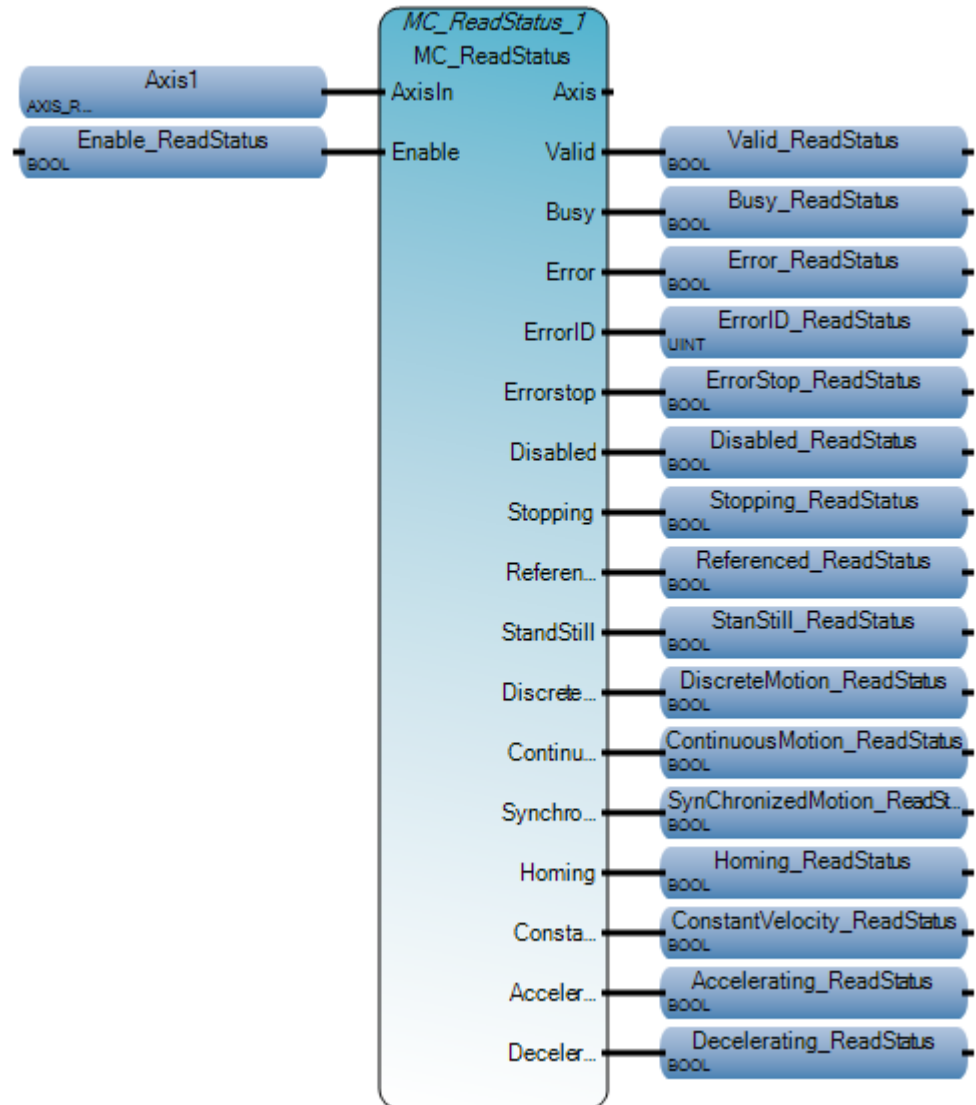 MC_ReadStatus_1
MC_ReadStatus
Axis1
AXIS_R...
AxisIn
Axis
Enable_ReadStatus
BOOL
Enable
Valid
Valid_ReadStatus
BOOL
Busy
Busy_ReadStatus
BOOL
Error
Error_ReadStatus
BOOL
ErrorID
ErrorID_ReadStatus
UINT
Errorstop
ErrorStop_ReadStatus
BOOL
Disabled
Disabled_ReadStatus
BOOL
Stopping
Stopping_ReadStatus
BOOL
Referen...
Referenced_ReadStatus
BOOL
StandStill
StanStill_ReadStatus
BOOL
Discrete...
DiscreteMotion_ReadStatus
BOOL
Continu...
ContinuousMotion_ReadStatus
BOOL
Synchro...
SynChronizedMotion_ReadSt...
BOOL
Homing
Homing_ReadStatus
BOOL
Consta...
ConstantVelocity_ReadStatus
BOOL
Acceler...
Accelerating_ReadStatus
BOOL
Deceler...
Decelerating_ReadStatus
BOOL